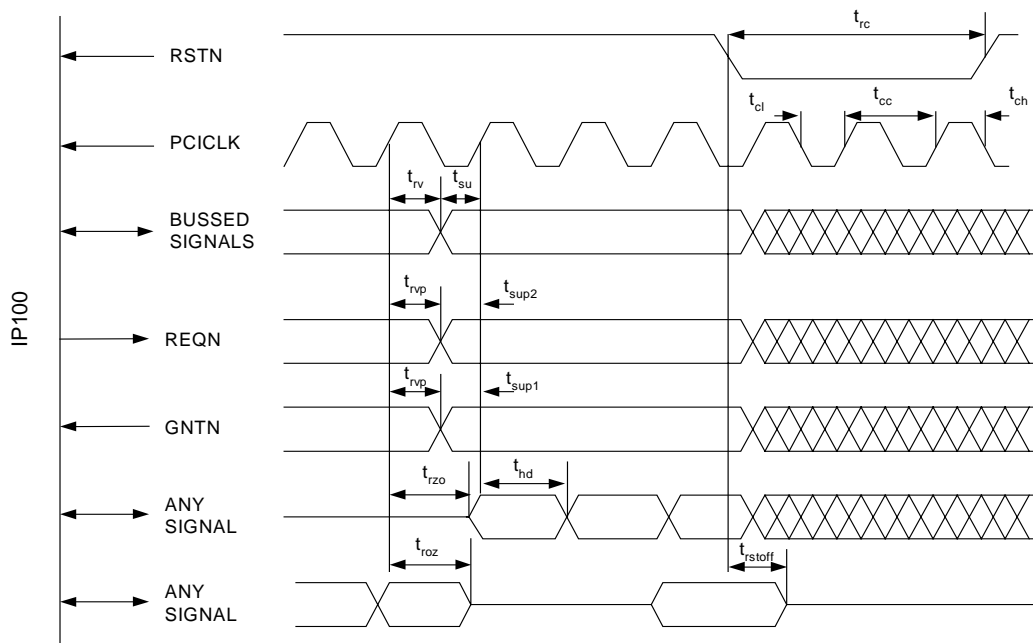 t_rc
RSTN
t_cl
t_cc
t_ch
PCICLK
t_rv
t_su
BUSSED
SIGNALS
t_rvp
t_sup2
IP100
REQN
t_rvp
t_sup1
GNTN
t_rzo
t_hd
ANY
SIGNAL
t_roz
t_rstoff
ANY
SIGNAL